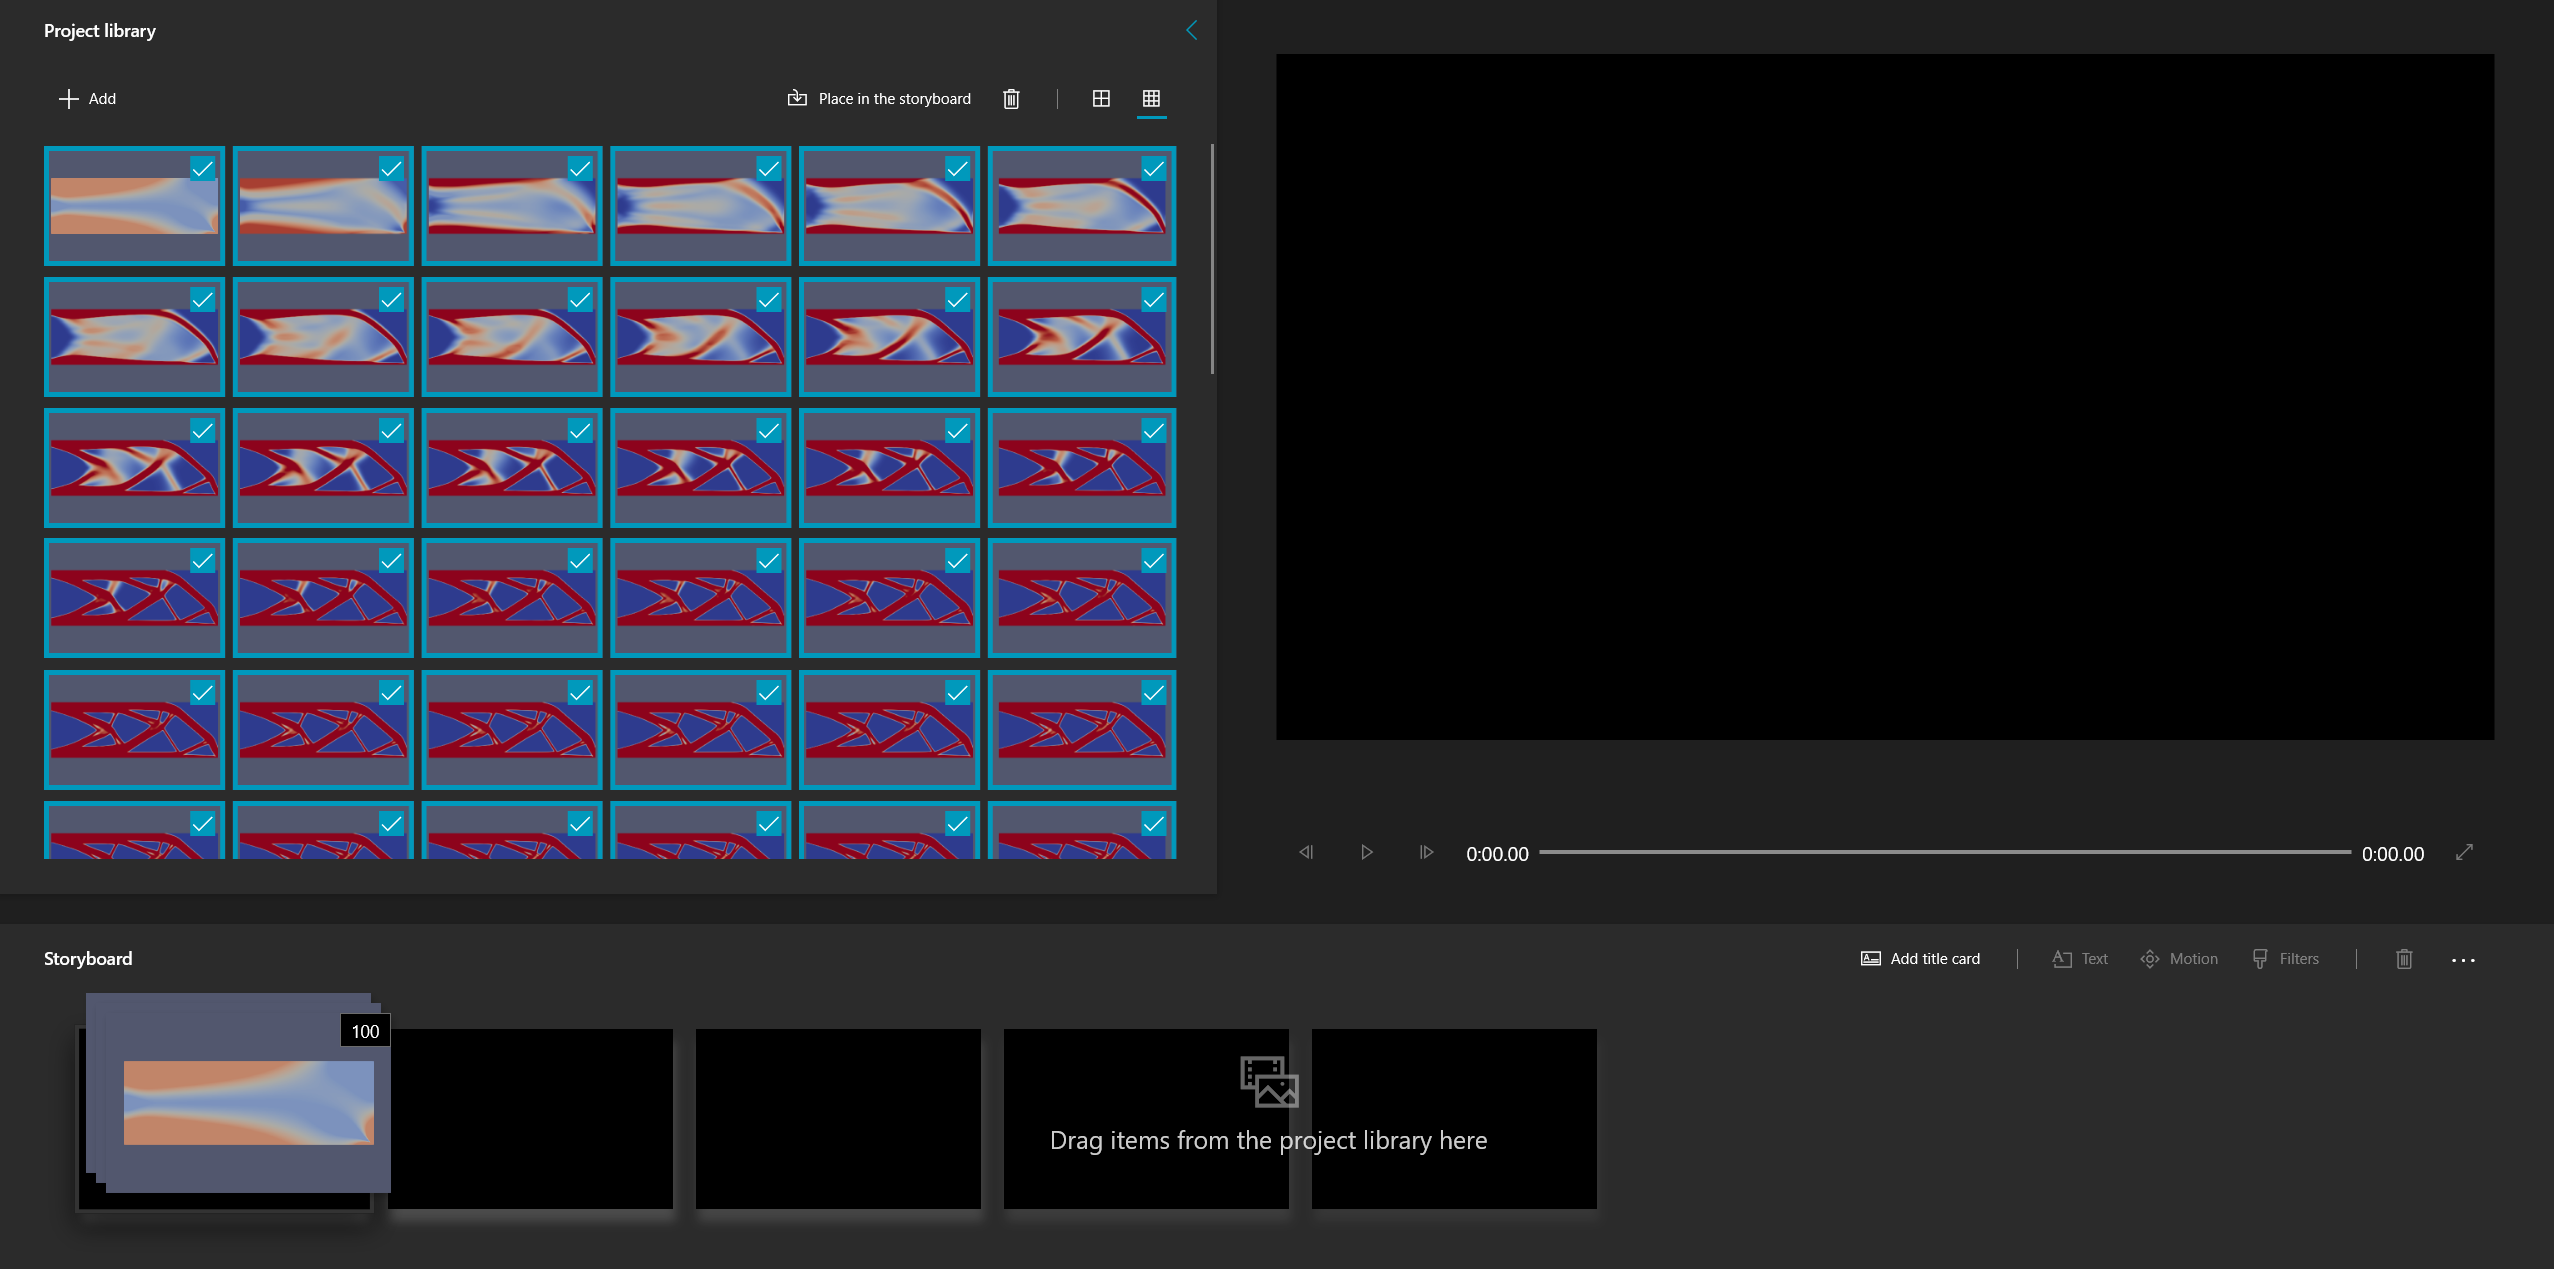 Project library
Add
Place in the storyboard
0:00.00
0:00.00
Storyboard
Add title card
Text
Motion
Filters
100
Drag items from the project library here